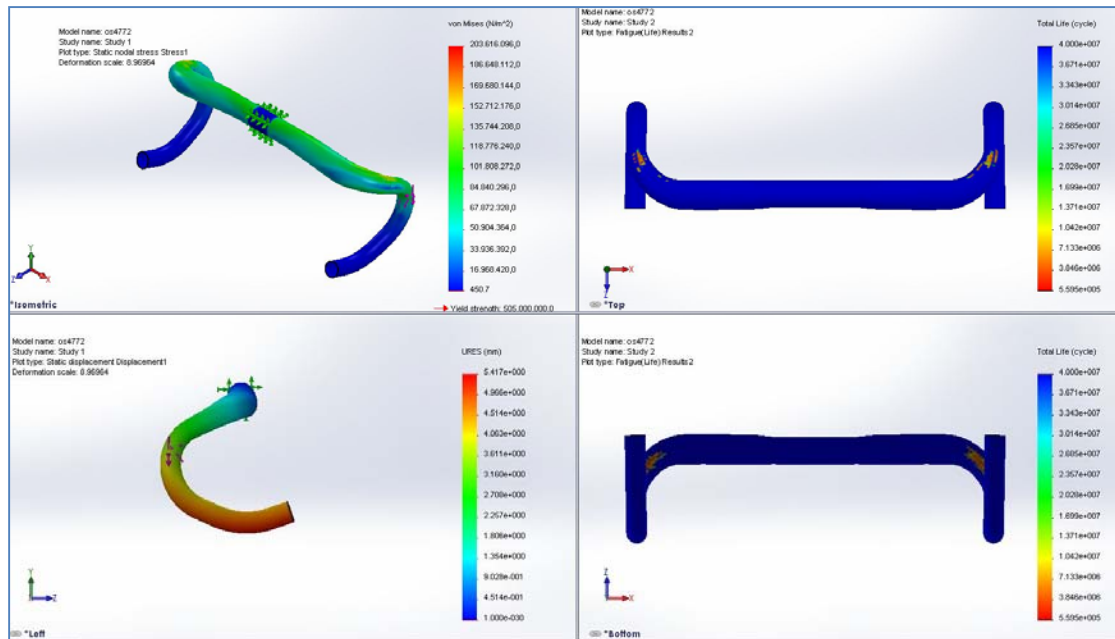 Model name: os4772
Study name: Study 1
Plot type: Static nodal stress Stress1
Deformation scale: 8.96964
von Mises (N/m^2)
203.616.096,0
186.648.112,0
169.680.144,0
152.712.176,0
135.744.208,0
118.776.240,0
101.808.272,0
84.840.296,0
67.872.328,0
50.904.364,0
33.936.392,0
16.968.420,0
450.7
Yield strength: 505.000.000,0
Y
Z
X
*Isometric
Model name: os4772
Study name: Study 2
Plot type: Fatigue(Life) Results2
Total Life (cycle)
4.000e+007
3.671e+007
3.343e+007
3.014e+007
2.685e+007
2.357e+007
2.028e+007
1.699e+007
1.371e+007
1.042e+007
7.133e+006
3.846e+006
5.595e+005
X
Z
*Top
Model name: os4772
Study name: Study 1
Plot type: Static displacement Displacement1
Deformation scale: 8.96964
URES (mm)
5.417e+000
4.966e+000
4.514e+000
4.063e+000
3.611e+000
3.160e+000
2.708e+000
2.257e+000
1.806e+000
1.354e+000
9.028e-001
4.514e-001
1.000e-030
Y
Z
*Left
Model name: os4772
Study name: Study 2
Plot type: Fatigue(Life) Results2
Total Life (cycle)
4.000e+007
3.671e+007
3.343e+007
3.014e+007
2.685e+007
2.357e+007
2.028e+007
1.699e+007
1.371e+007
1.042e+007
7.133e+006
3.846e+006
5.595e+005
Z
X
*Bottom